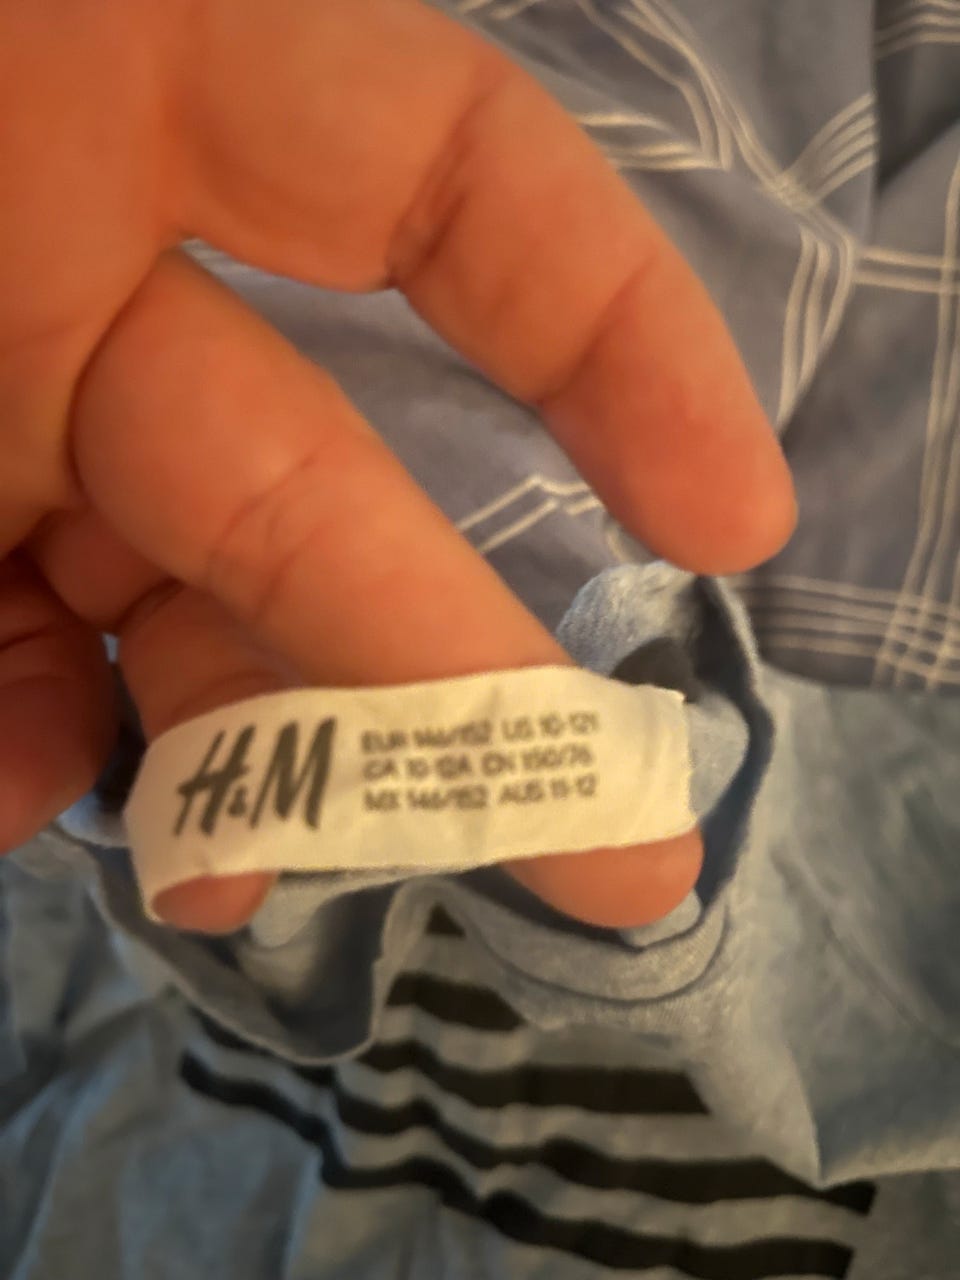 H&M
EUR 146/152 US 10-12Y
CA 10-12A CN 150/76
MX 146/152 AUS 11-12